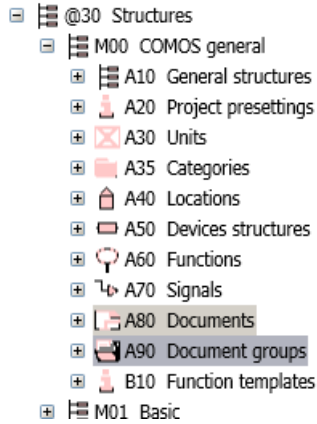 @30 Structures
M00 COMOS general
A10 General structures
A20 Project presettings
A30 Units
A35 Categories
A40 Locations
A50 Devices structures
A60 Functions
A70 Signals
A80 Documents
A90 Document groups
B10 Function templates
M01 Basic